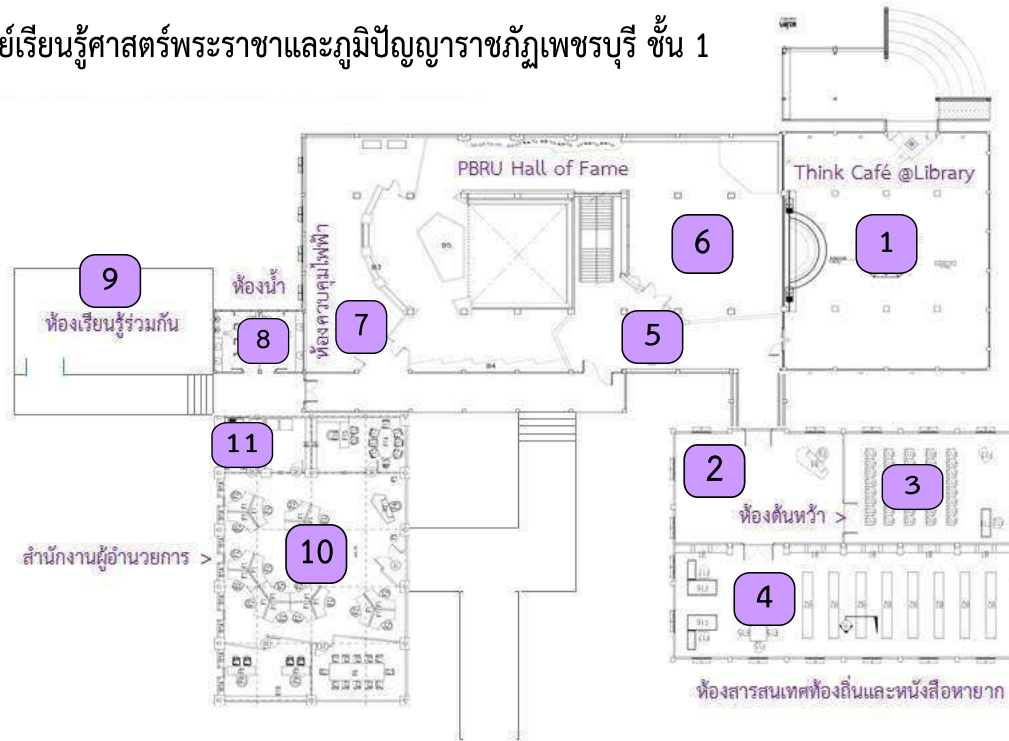 ย์เรียนรู้ศาสตร์พระราชาและภูมิปัญญาราชภัฏเพชรบุรี ชั้น 1
PBRU Hall of Fame
Think Café @Library
6
1
ห้องควบคุมไฟฟ้า
9
ห้องน้ำ
ห้องเรียนรู้ร่วมกัน
7
5
8
11
2
3
ห้องต้นหว้า >
สำนักงานผู้อำนวยการ >
10
4
ห้องสารสนเทศท้องถิ่นและหนังสือหายาก